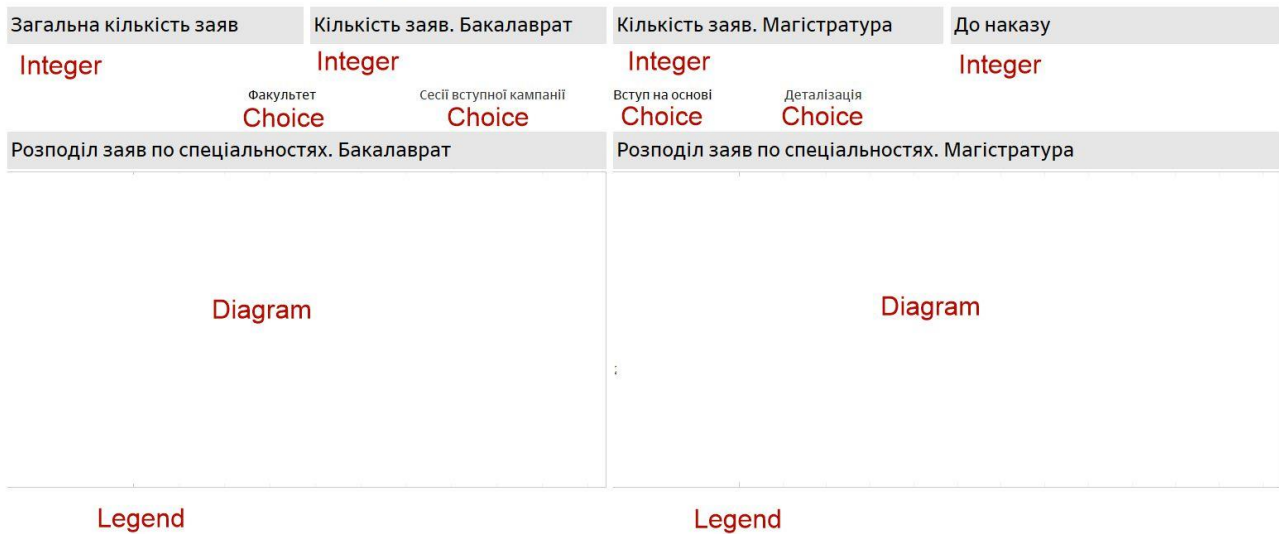 Загальна кількість заяв
Кількість заяв. Бакалаврат
Кількість заяв. Магістратура
До наказу
Integer
Integer
Integer
Integer
Факультет
Сесії вступної кампанії
Вступ на основі
Деталізація
Choice
Choice
Choice
Choice
Розподіл заяв по спеціальностях. Бакалаврат
Розподіл заяв по спеціальностях. Магістратура
Diagram
Diagram
;
Legend
Legend